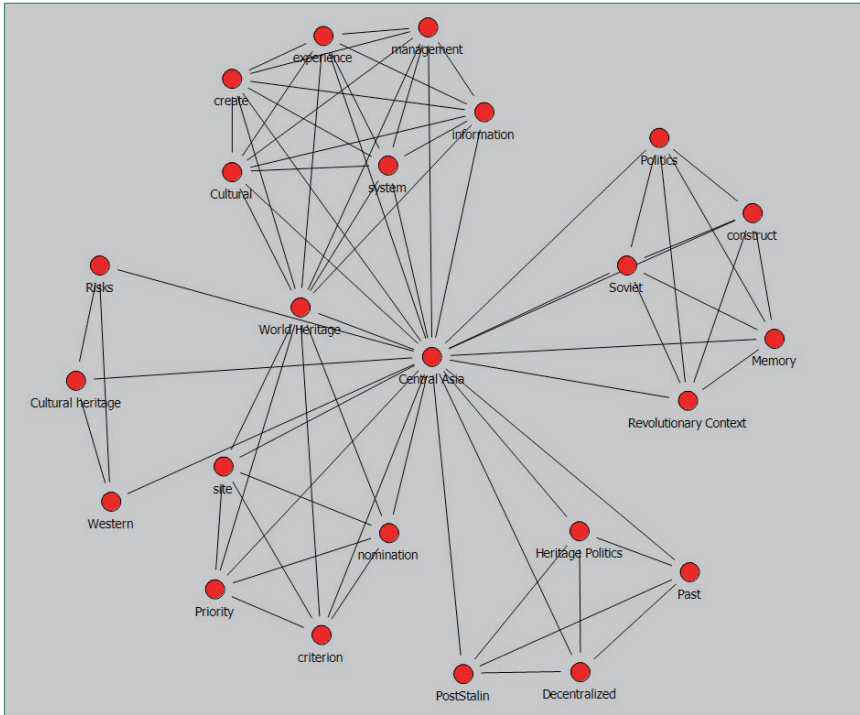 experience
management
create
information
Cultural
system
Politics
construct
Soviet
Risks
World/Heritage
Central Asia
Memory
Cultural heritage
Revolutionary Context
site
Western
nomination
Heritage Politics
Past
Priority
criterion
PostStalin
Decentralized